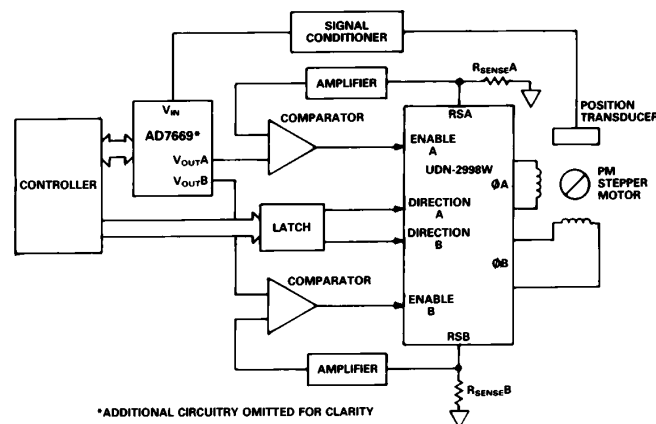 SIGNAL
CONDITIONER
AMPLIFIER
RSENSEA
VIN
AD7669*
VOUTA
VOUTB
COMPARATOR
RSA
POSITION
TRANSDUCER
ENABLE
A
UDN-2998W
CONTROLLER
ØA
PM
STEPPER
MOTOR
LATCH
DIRECTION
A
DIRECTION
B
ØB
COMPARATOR
ENABLE
B
RSB
AMPLIFIER
RSENSEB
*ADDITIONAL CIRCUITRY OMITTED FOR CLARITY